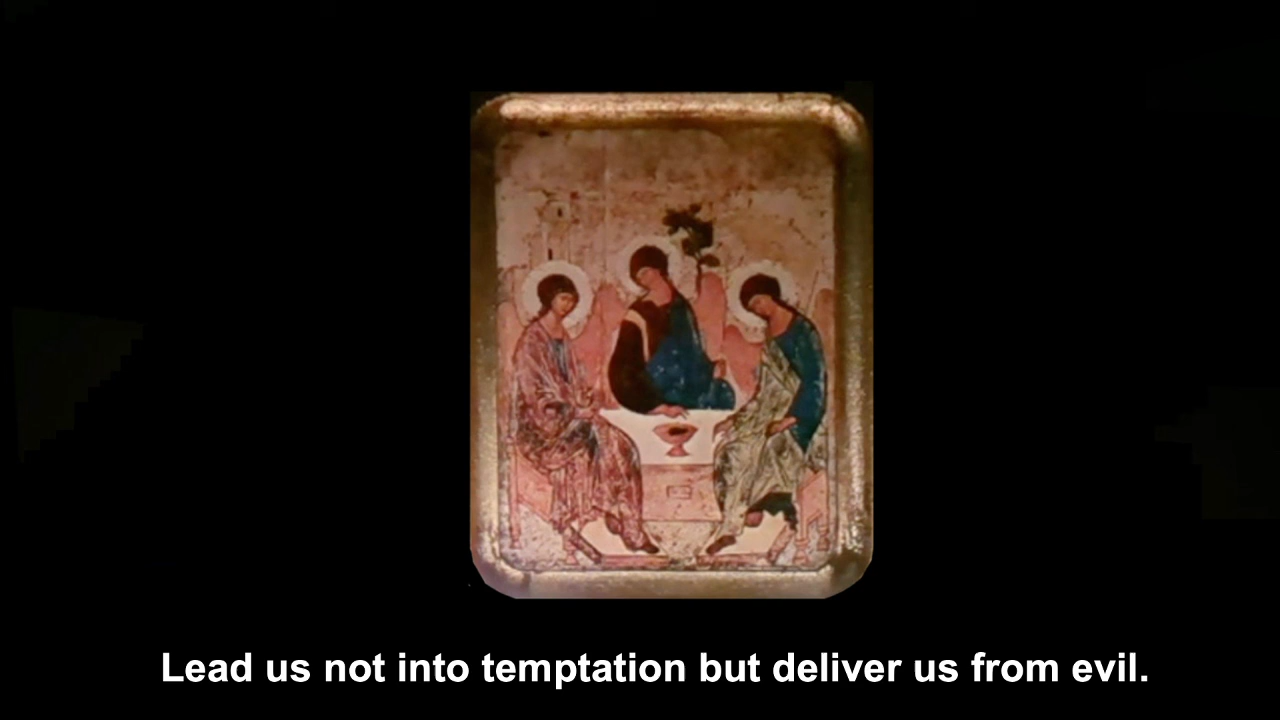 Lead us not into temptation but deliver us from evil.